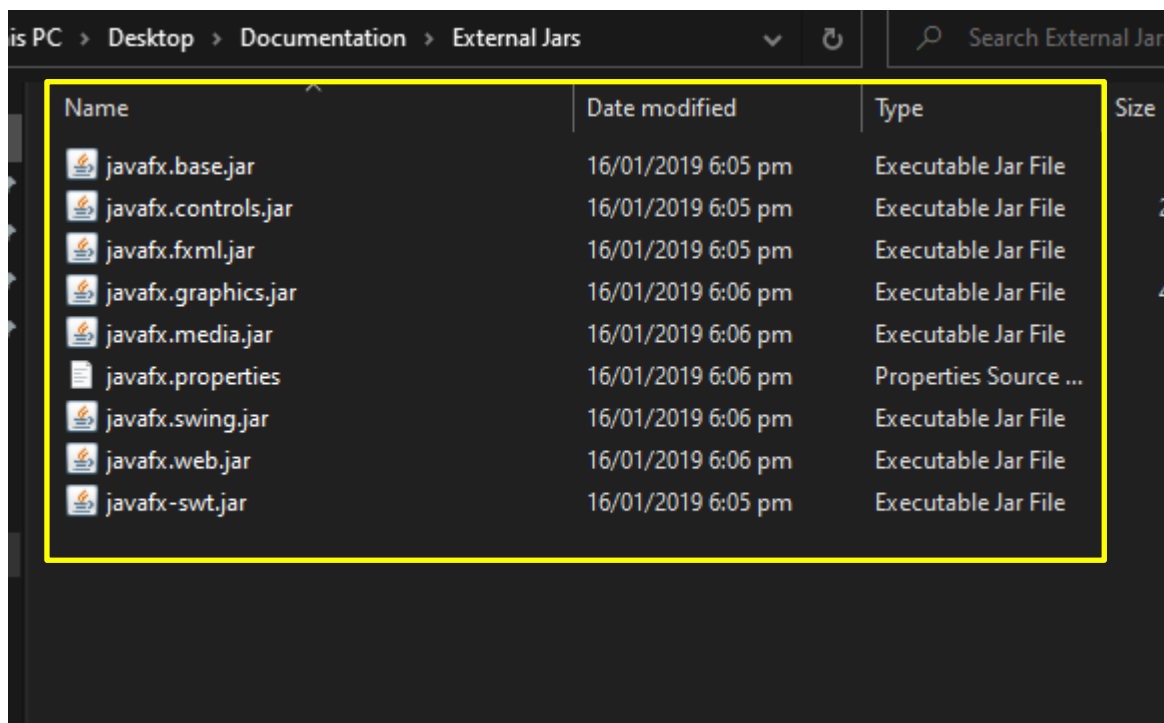 is PC > Desktop > Documentation > External Jars Search External Jar
Name Date modified Type Size
javafx.base.jar 16/01/2019 6:05 pm Executable Jar File
javafx.controls.jar 16/01/2019 6:05 pm Executable Jar File
javafx.fxml.jar 16/01/2019 6:05 pm Executable Jar File
javafx.graphics.jar 16/01/2019 6:06 pm Executable Jar File
javafx.media.jar 16/01/2019 6:06 pm Executable Jar File
javafx.properties 16/01/2019 6:06 pm Properties Source ...
javafx.swing.jar 16/01/2019 6:06 pm Executable Jar File
javafx.web.jar 16/01/2019 6:06 pm Executable Jar File
javafx-swt.jar 16/01/2019 6:05 pm Executable Jar File